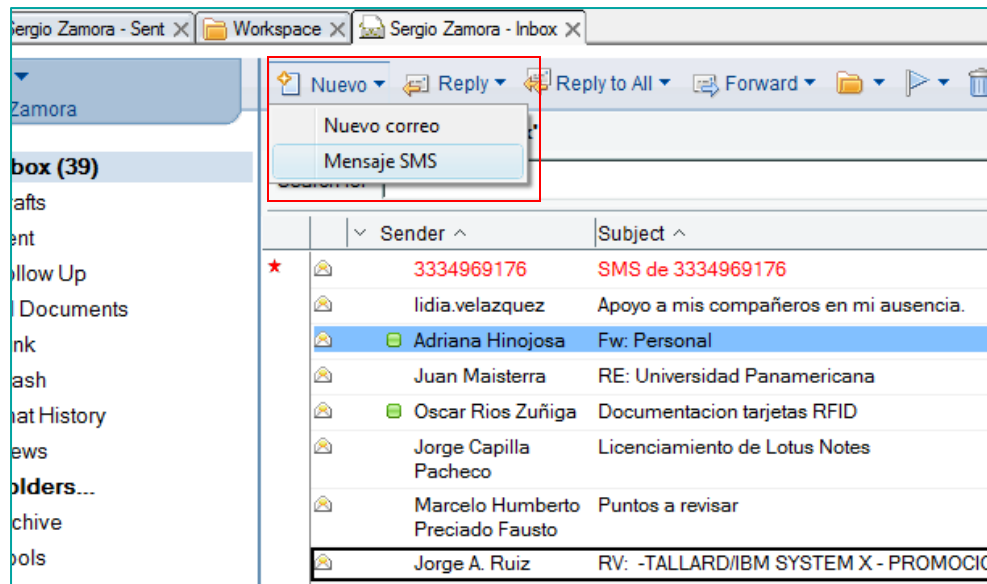 Sergio Zamora - Sent Workspace Sergio Zamora - Inbox
Zamora
Nuevo Reply Reply to All Forward
Nuevo correo
Mensaje SMS
box (39)
afts
ent
ollow Up
l Documents
nk
ash
hat History
ews
olders...
chive
ools
Sender Subject
3334969176 SMS de 3334969176
lidia.velazquez Apoyo a mis compañeros en mi ausencia.
Adriana Hinojosa Fw: Personal
Juan Maisterra RE: Universidad Panamericana
Oscar Rios Zuñiga Documentacion tarjetas RFID
Jorge Capilla Licenciamiento de Lotus Notes
Pacheco
Marcelo Humberto Puntos a revisar
Preciado Fausto
Jorge A. Ruiz RV: -TALLARD/IBM SYSTEM X - PROMOCIO